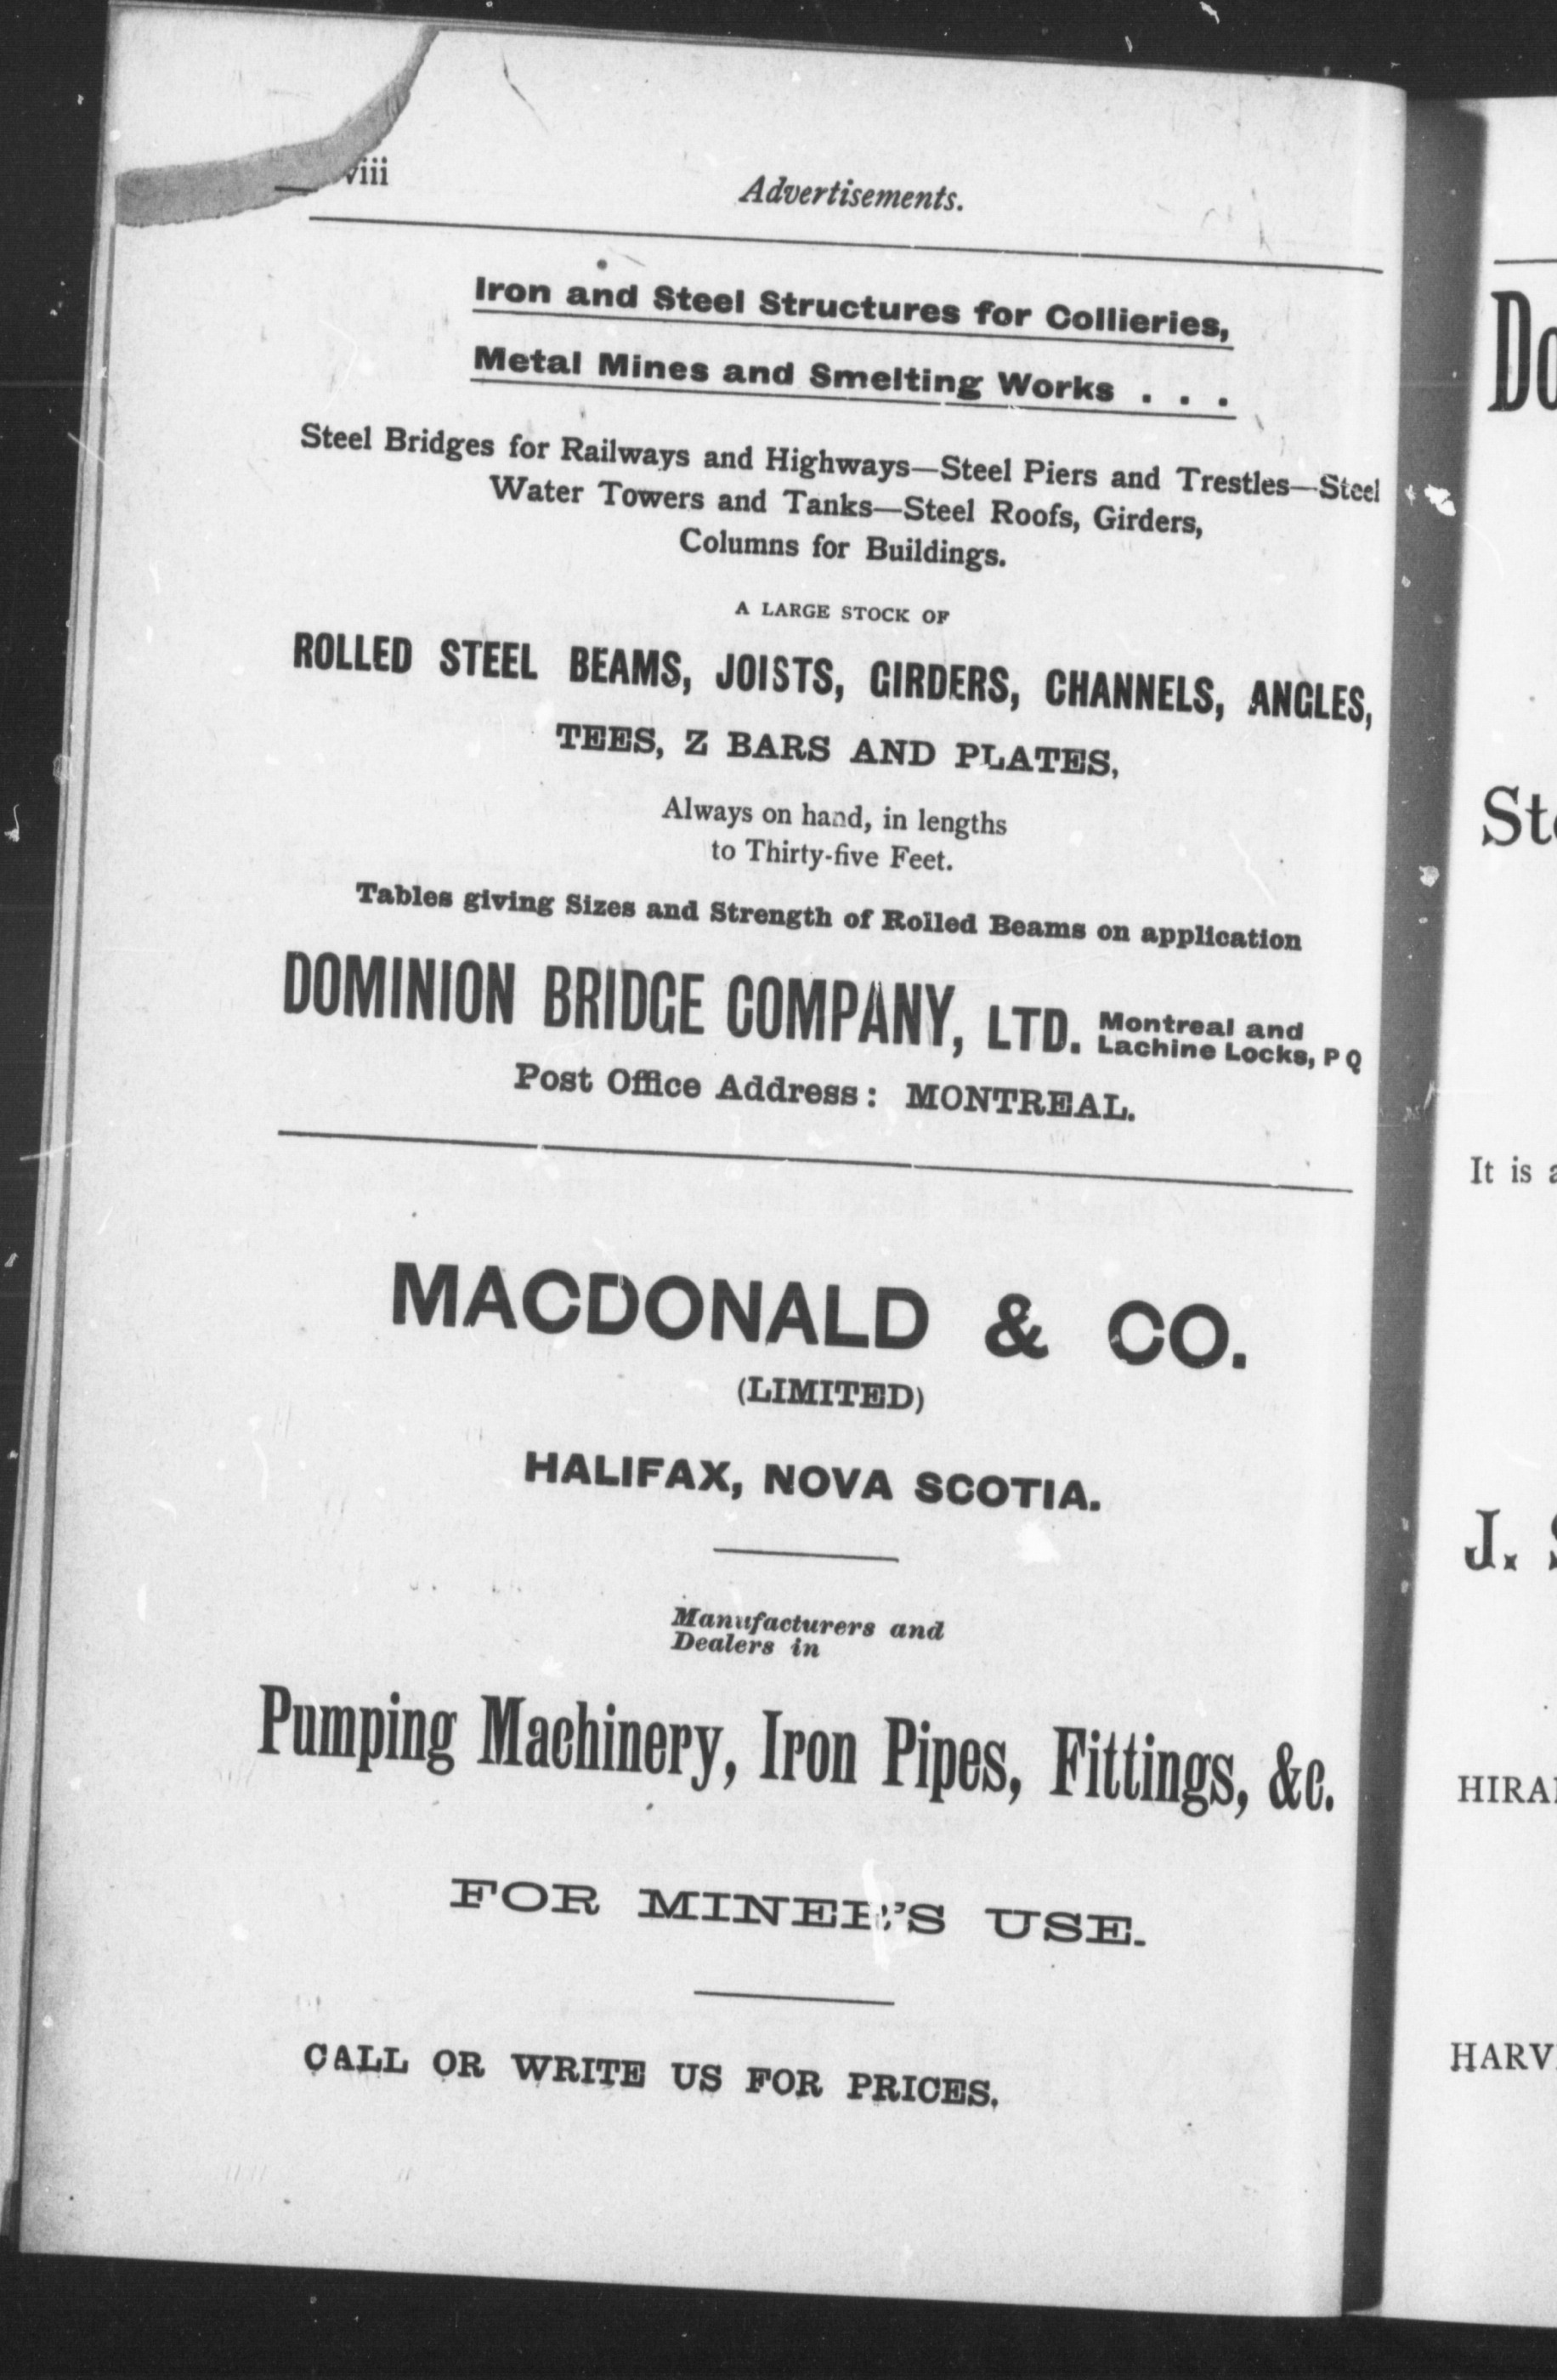 viii
Advertisements.
Iron and Steel Structures for Collieries,
Metal Mines and Smelting Works . . .
Steel Bridges for Railways and Highways—Steel Piers and Trestles—Steel
Water Towers and Tanks—Steel Roofs, Girders,
Columns for Buildings.
A LARGE STOCK OF
ROLLED STEEL BEAMS, JOISTS, GIRDERS, CHANNELS, ANGLES,
TEES, Z BARS AND PLATES,
Always on hand, in lengths
to Thirty-five Feet.
Tables giving Sizes and Strength of Rolled Beams on application
DOMINION BRIDGE COMPANY, LTD. Montreal and
Lachine Locks, P Q
Post Office Address: MONTREAL.
MACDONALD & CO.
(LIMITED)
HALIFAX, NOVA SCOTIA.
Manufacturers and
Dealers in
Pumping Machinery, Iron Pipes, Fittings, &c.
FOR MINER'S USE.
CALL OR WRITE US FOR PRICES.
It is
J.